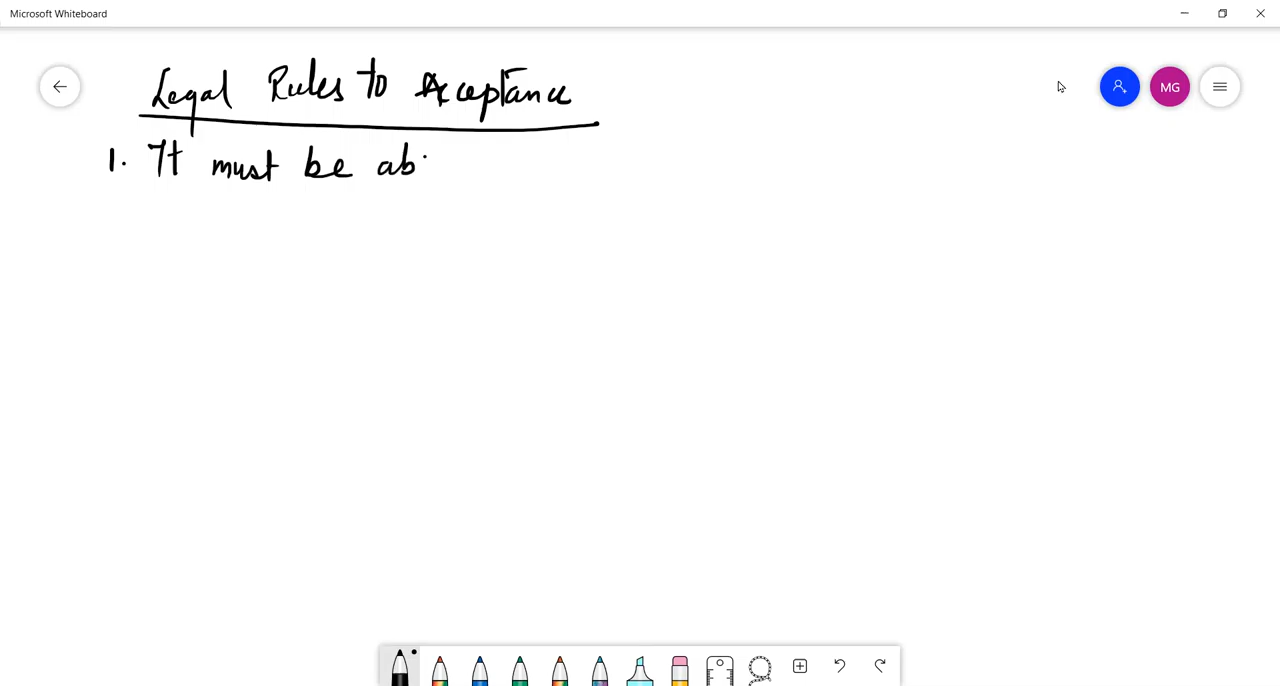 Microsoft Whiteboard
MG
Legal Rules to Acceptance
1. It must be ab